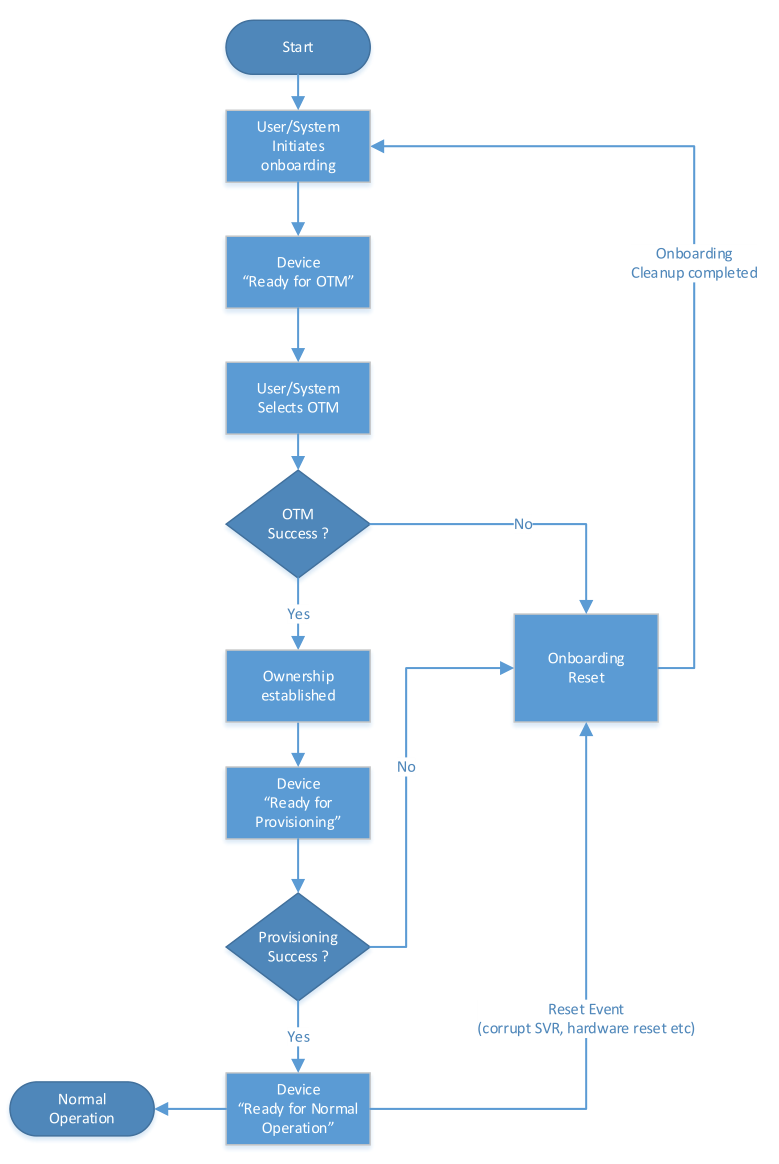 Start
User/System
Initiates
onboarding
Onboarding
Cleanup completed
Device
“Ready for OTM”
User/System
Selects OTM
OTM
Success ?
No
Yes
Onboarding
Reset
Ownership
established
No
Device
“Ready for
Provisioning”
Provisioning
Success ?
Reset Event
(corrupt SVR, hardware reset etc)
Yes
Device
“Ready for Normal
Operation”
Normal
Operation